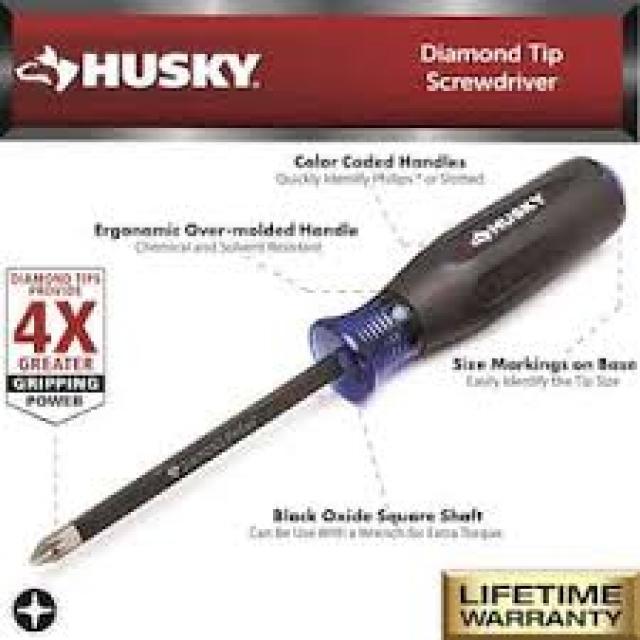 HUSKY
Diamond Tip
Screwdriver
Color Coded Handles
Quickly Identify Philips® or Slotted
Ergonomic Over-molded Handle
Chemical and Solvent Resistant
HUSKY
DIAMOND TIPS
PROVIDE
4X
GREATER
GRIPPING
POWER
Size Markings on Base
Easily Identify the Tip Size
Black Oxide Square Shaft
Can Be Use With a Wrench for Extra Torque
LIFETIME
WARRANTY